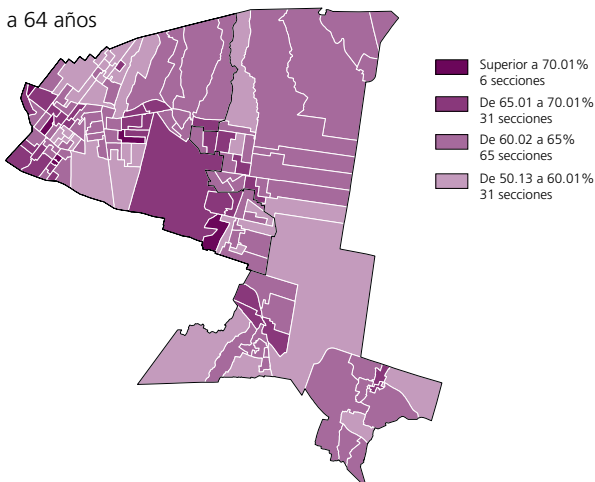 a 64 años
Superior a 70.01%
6 secciones
De 65.01 a 70.01%
31 secciones
De 60.02 a 65%
65 secciones
De 50.13 a 60.01%
31 secciones